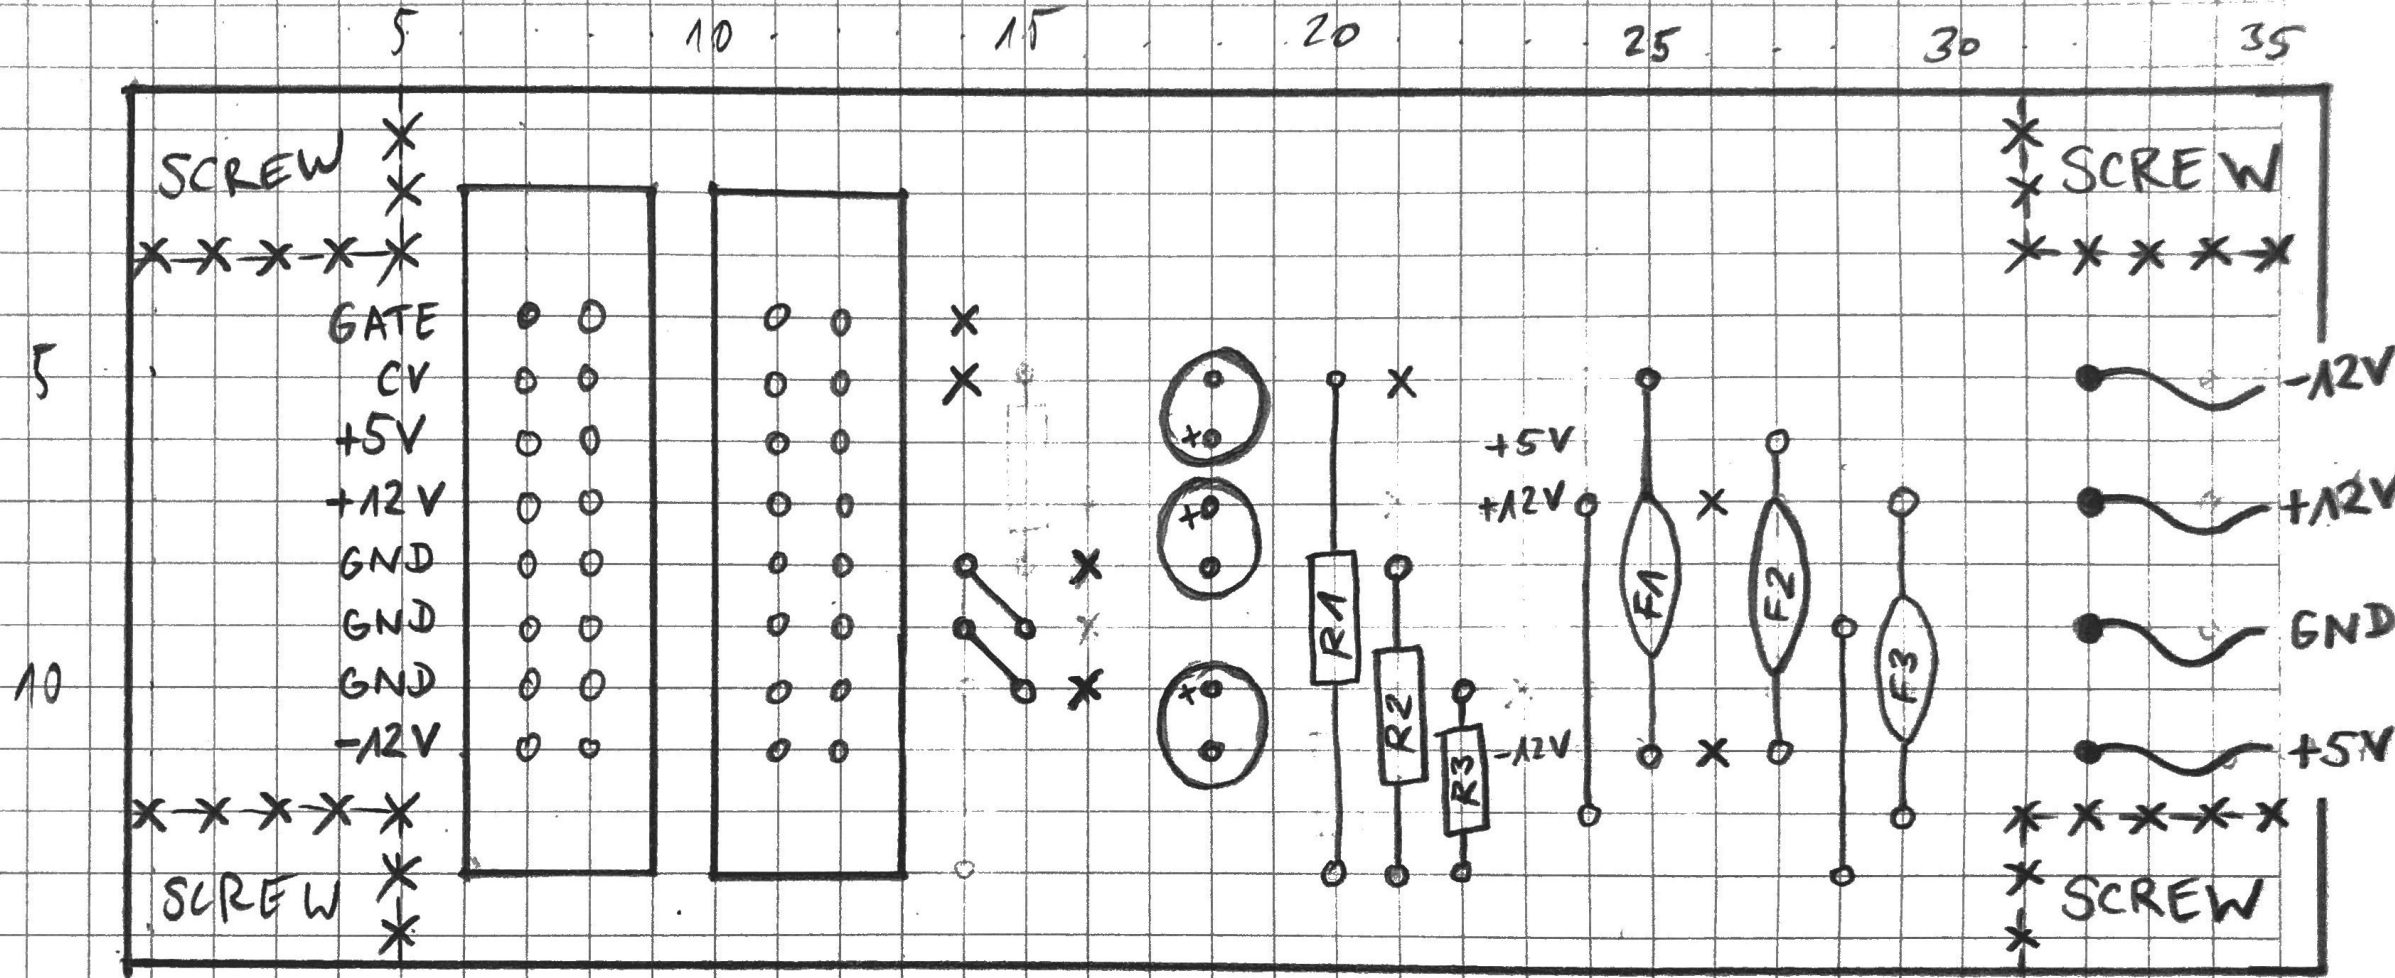 5 10 15 20 25 30 35
SCREW SCREW
GATE
5 CV -12V
+5V + +5V
+12V + +12V +12V
GND F1 F2
GND R1 GND
10 GND + R2 F3
-12V R3 -12V +5V
SCREW SCREW